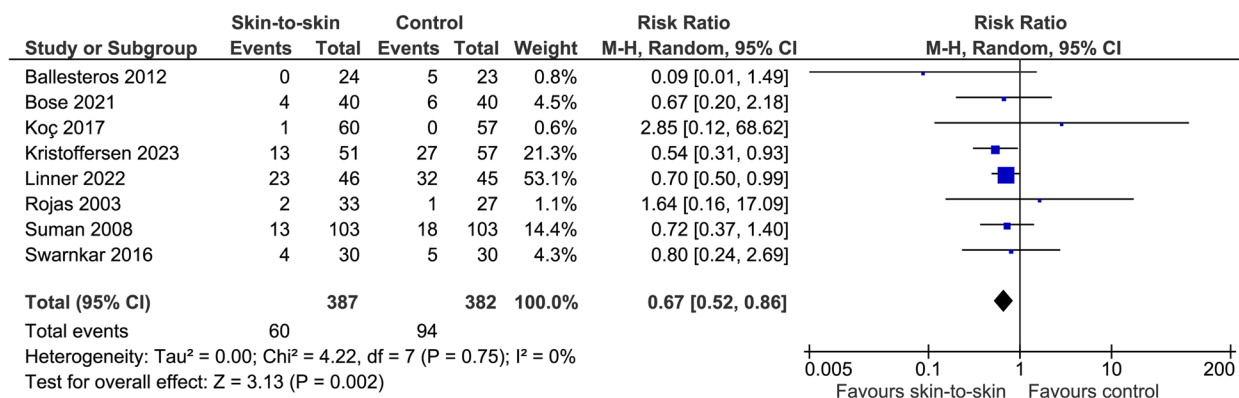 Skin-to-skin Control Risk Ratio Risk Ratio
Study or Subgroup Events Total Events Total Weight M-H, Random, 95% CI M-H, Random, 95% CI
Ballesteros 2012 0 24 5 23 0.8% 0.09 [0.01, 1.49]
Bose 2021 4 40 6 40 4.5% 0.67 [0.20, 2.18]
Koç 2017 1 60 0 57 0.6% 2.85 [0.12, 68.62]
Kristoffersen 2023 13 51 27 57 21.3% 0.54 [0.31, 0.93]
Linner 2022 23 46 32 45 53.1% 0.70 [0.50, 0.99]
Rojas 2003 2 33 1 27 1.1% 1.64 [0.16, 17.09]
Suman 2008 13 103 18 103 14.4% 0.72 [0.37, 1.40]
Swarnkar 2016 4 30 5 30 4.3% 0.80 [0.24, 2.69]
Total (95% CI) 387 382 100.0% 0.67 [0.52, 0.86]
Total events 60 94
Heterogeneity: Tau² = 0.00; Chi² = 4.22, df = 7 (P = 0.75); I² = 0%
Test for overall effect: Z = 3.13 (P = 0.002)
0.005 0.1 1 10 200
Favours skin-to-skin Favours control